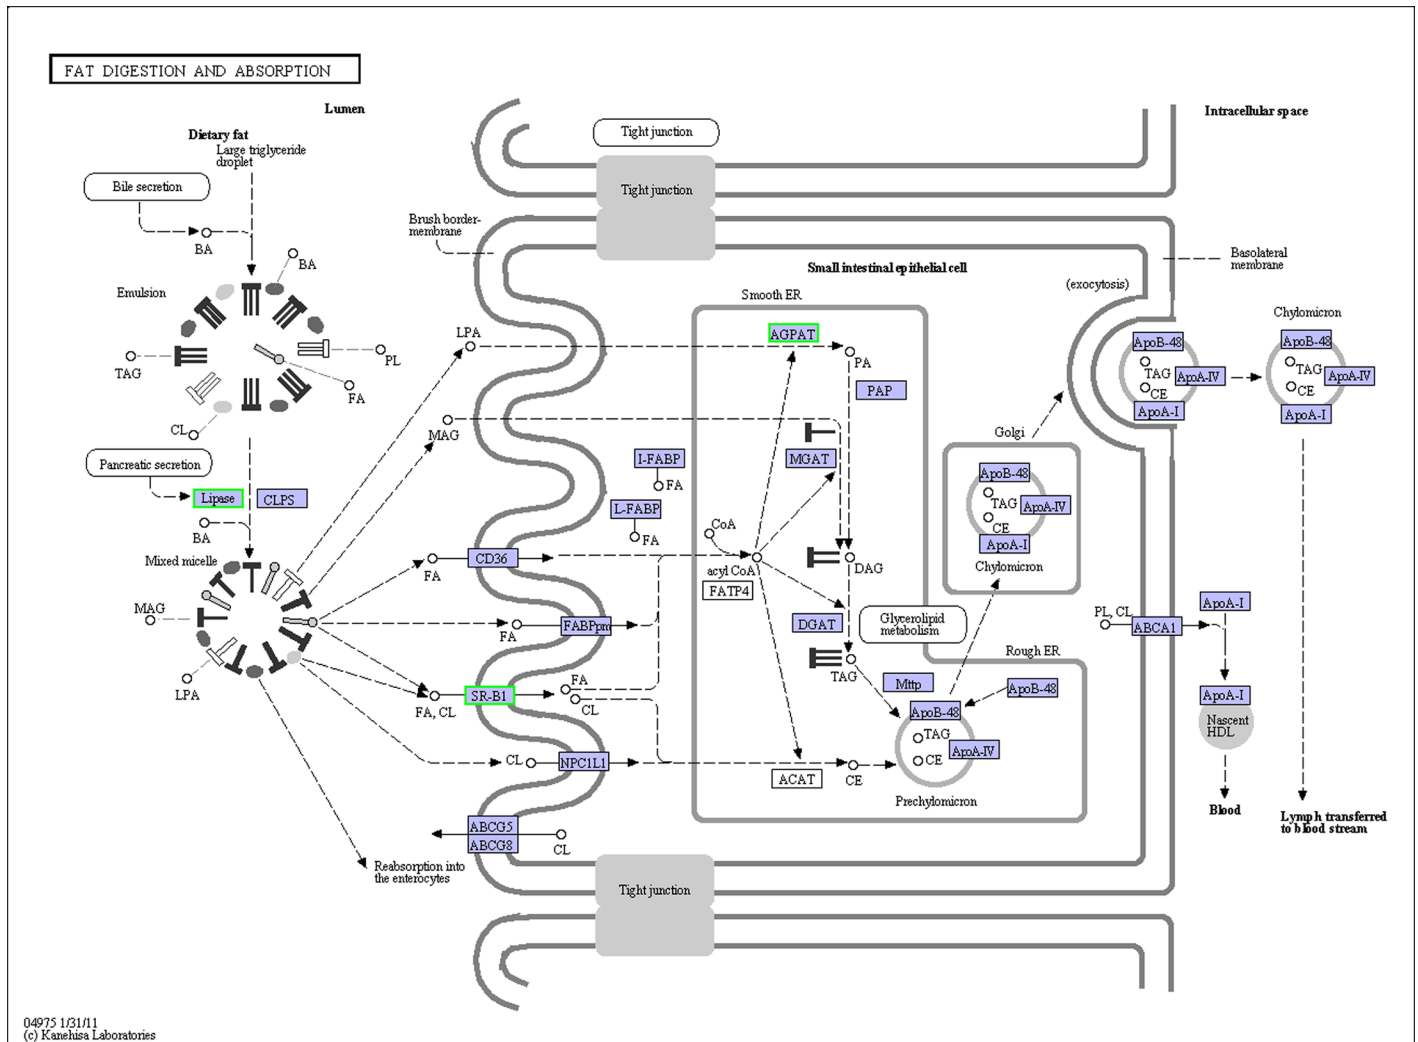 FAT DIGESTION AND ABSORPTION
Lumen
Intracellular space
Dietary fat
Large triglyceride
droplet
Tight junction
Tight junction
Bile secretion
BA
BA
Emulsion
Brush border-
membrane
Small intestinal epithelial cell
Basolateral
membrane
(exocytosis)
Smooth ER
Chylomicron
LPA
AGPAT
PA
PAP
TAG
PL
FA
CL
MAG
ApoB-48
TAG
CE
ApoA-IV
ApoA-I
ApoB-48
TAG
CE
ApoA-IV
ApoA-I
Golgi
Pancreatic secretion
Lipase
CLPS
BA
I-FABP
FA
L-FABP
FA
MGAT
ApoB-48
TAG
CE
ApoA-IV
ApoA-I
Chylomicron
CoA
Mixed micelle
FA
CD36
acyl CoA
FATP4
DAG
MAG
FA
FABPpm
DGAT
Glycerolipid
metabolism
PL, CL
ABCA1
ApoA-I
Rough ER
LPA
FA, CL
SR-B1
FA
CL
TAG
Mttp
ApoB-48
ApoB-48
TAG
CE
ApoA-IV
Prechylomicron
ApoA-I
Nascent
HDL
CL
NPC1L1
ACAT
CE
Blood
Lymph transferred
to blood stream
ABCG5
ABCG8
CL
Reabsorption into
the enterocytes
Tight junction
04975 1/31/11
(c) Kanehisa Laboratories